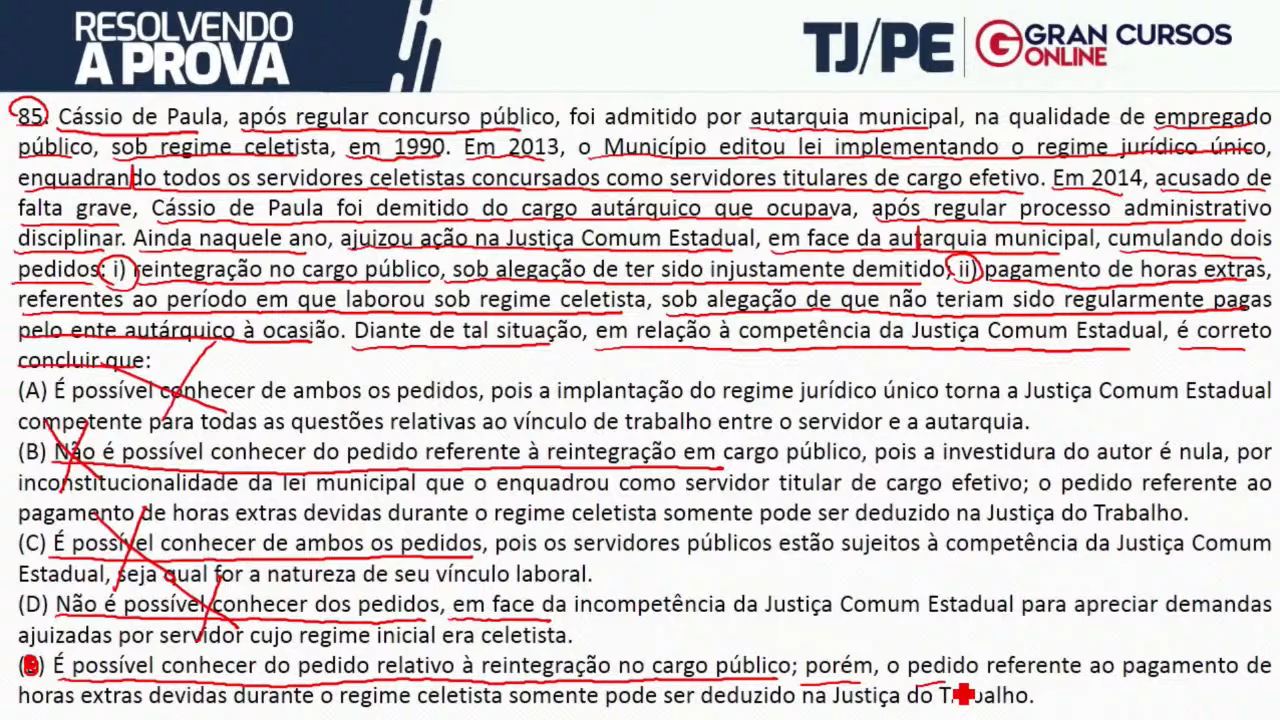 RESOLVENDO
A PROVA
TJ/PE
G GRAN CURSOS
ONLINE
85. Cássio de Paula, após regular concurso público, foi admitido por autarquia municipal, na qualidade de empregado
público, sob regime celetista, em 1990. Em 2013, o Município editou lei implementando o regime jurídico único,
enquadrando todos os servidores celetistas concursados como servidores titulares de cargo efetivo. Em 2014, acusado de
falta grave, Cássio de Paula foi demitido do cargo autárquico que ocupava, após regular processo administrativo
disciplinar. Ainda naquele ano, ajuizou ação na Justiça Comum Estadual, em face da autarquia municipal, cumulando dois
pedidos: i) reintegração no cargo público, sob alegação de ter sido injustamente demitido; ii) pagamento de horas extras,
referentes ao período em que laborou sob regime celetista, sob alegação de que não teriam sido regularmente pagas
pelo ente autárquico à ocasião. Diante de tal situação, em relação à competência da Justiça Comum Estadual, é correto
concluir que:
(A) É possível conhecer de ambos os pedidos, pois a implantação do regime jurídico único torna a Justiça Comum Estadual
competente para todas as questões relativas ao vínculo de trabalho entre o servidor e a autarquia.
(B) Não é possível conhecer do pedido referente à reintegração em cargo público, pois a investidura do autor é nula, por
inconstitucionalidade da lei municipal que o enquadrou como servidor titular de cargo efetivo; o pedido referente ao
pagamento de horas extras devidas durante o regime celetista somente pode ser deduzido na Justiça do Trabalho.
(C) É possível conhecer de ambos os pedidos, pois os servidores públicos estão sujeitos à competência da Justiça Comum
Estadual, seja qual for a natureza de seu vínculo laboral.
(D) Não é possível conhecer dos pedidos, em face da incompetência da Justiça Comum Estadual para apreciar demandas
ajuizadas por servidor cujo regime inicial era celetista.
( ) É possível conhecer do pedido relativo à reintegração no cargo público; porém, o pedido referente ao pagamento de
horas extras devidas durante o regime celetista somente pode ser deduzido na Justiça do Trabalho.